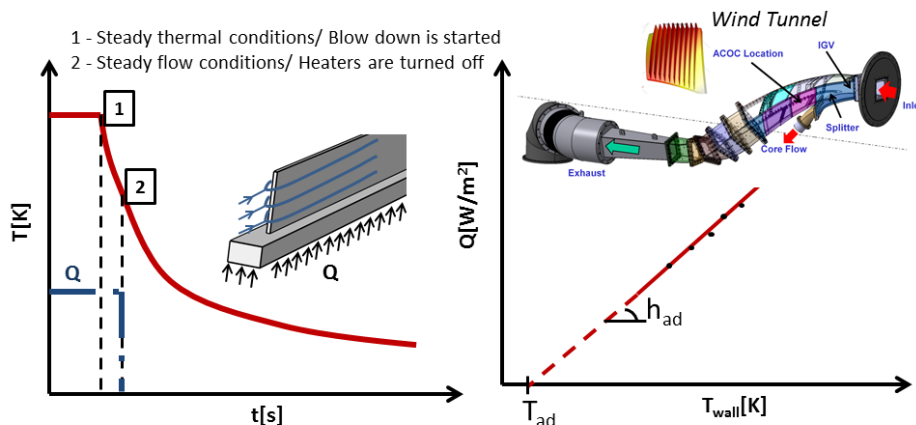 1 - Steady thermal conditions/ Blow down is started
2 - Steady flow conditions/ Heaters are turned off
T[K]
1
2
Q
Q
t[s]
Wind Tunnel
ACOC Location
IGV
Inle
Splitter
Core Flow
Exhaust
Q[W/m²]
h_ad
T_ad
T_wall[K]